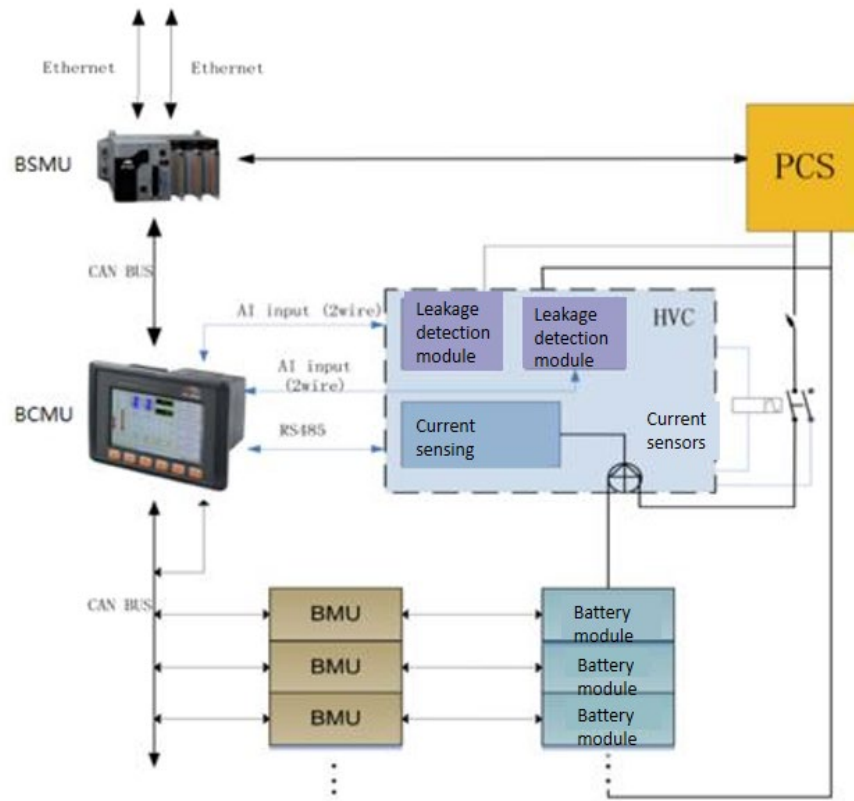 Ethernet
Ethernet
BSMU
PCS
CAN BUS
AI input (2wire)
Leakage
detection
module
Leakage
detection
module
HVC
AI input
(2wire)
BCMU
RS485
Current
sensing
Current
sensors
CAN BUS
BMU
Battery
module
BMU
Battery
module
BMU
Battery
module